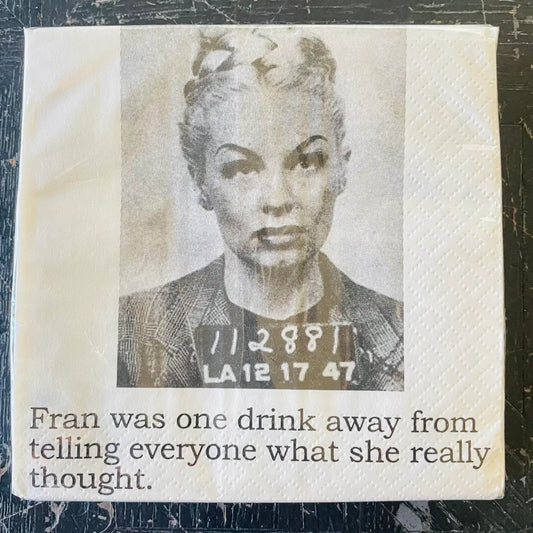 112881
LA 12 17 47
Fran was one drink away from
telling everyone what she really
thought.